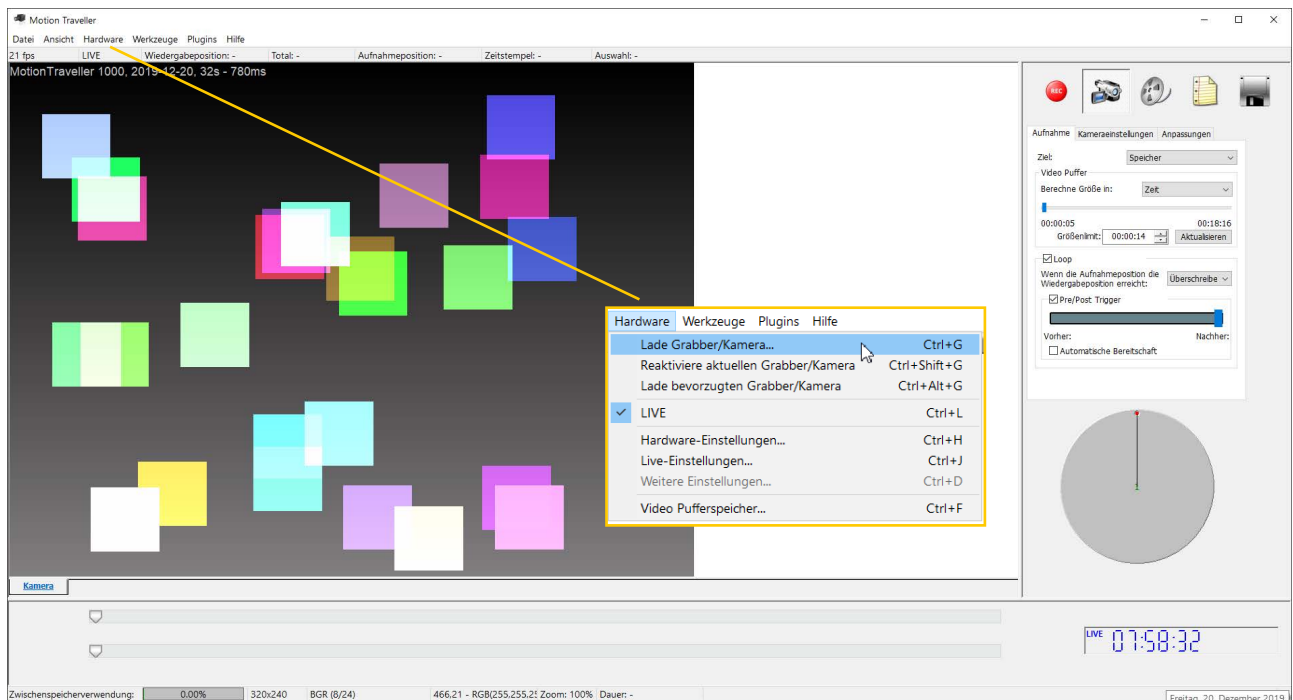 Motion Traveller
Datei Ansicht Hardware Werkzeuge Plugins Hilfe
21 fps LIVE Wiedergabeposition: - Total: - Aufnahmeposition: - Zeitstempel: - Auswahl: -
MotionTraveller 1000, 2019-12-20, 32s - 780ms
REC
Aufnahme Kameraeinstellungen Anpassungen
Ziel: Speicher
Video Puffer
Berechne Größe in: Zeit
00:00:05 00:18:16
Größenlimit: 00:00:14 Aktualisieren
Loop
Wenn die Aufnahmeposition die
Wiedergabeposition erreicht: Überschreibe
Pre/Post Trigger
Vorher: Nachher:
Automatische Bereitschaft
Hardware Werkzeuge Plugins Hilfe
Lade Grabber/Kamera... Ctrl+G
Reaktiviere aktuellen Grabber/Kamera Ctrl+Shift+G
Lade bevorzugten Grabber/Kamera Ctrl+Alt+G
LIVE Ctrl+L
Hardware-Einstellungen... Ctrl+H
Live-Einstellungen... Ctrl+J
Weitere Einstellungen... Ctrl+D
Video Pufferspeicher... Ctrl+F
Kamera
LIVE 07:58:32
Zwischenspeicherverwendung: 0.00% 320x240 BGR (8/24) 466,21 - RGB(255,255,25 Zoom: 100% Dauer: -
Freitag, 20. Dezember 2019